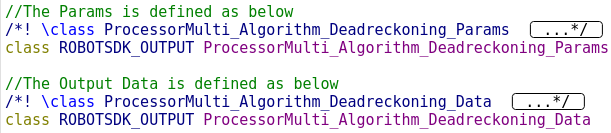 //The Params is defined as below
/*! \class ProcessorMulti_Algorithm_Deadreckoning_Params ...*/
class ROBOTSDK_OUTPUT ProcessorMulti_Algorithm_Deadreckoning_Params
//The Output Data is defined as below
/*! \class ProcessorMulti_Algorithm_Deadreckoning_Data ...*/
class ROBOTSDK_OUTPUT ProcessorMulti_Algorithm_Deadreckoning_Data